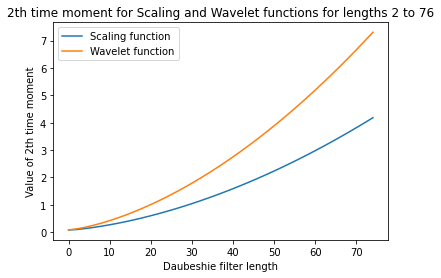 2th time moment for Scaling and Wavelet functions for lengths 2 to 76
Scaling function
Wavelet function
Value of 2th time moment
7
6
5
4
3
2
1
0
0 10 20 30 40 50 60 70
Daubeshie filter length